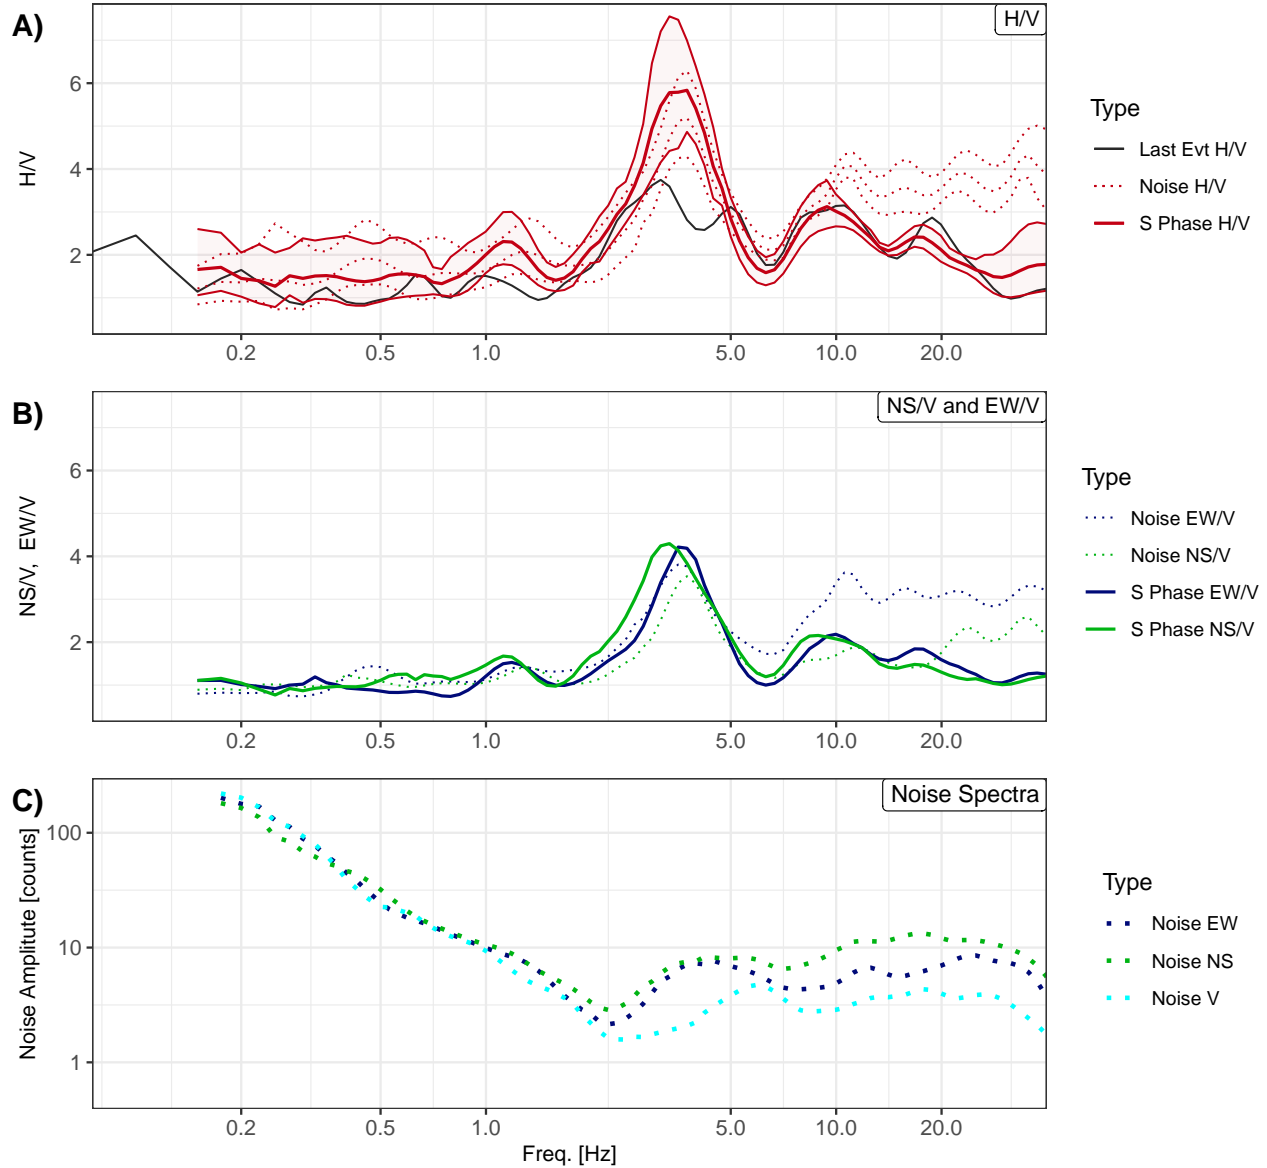 A)
H/V
H/V
6
4
2
0.2 0.5 1.0 5.0 10.0 20.0
Type
Last Evt H/V
Noise H/V
S Phase H/V
B)
NS/V and EW/V
NS/V, EW/V
6
4
2
0.2 0.5 1.0 5.0 10.0 20.0
Type
Noise EW/V
Noise NS/V
S Phase EW/V
S Phase NS/V
C)
Noise Spectra
Noise Amplitute [counts]
100
10
1
0.2 0.5 1.0 5.0 10.0 20.0
Freq. [Hz]
Type
Noise EW
Noise NS
Noise V